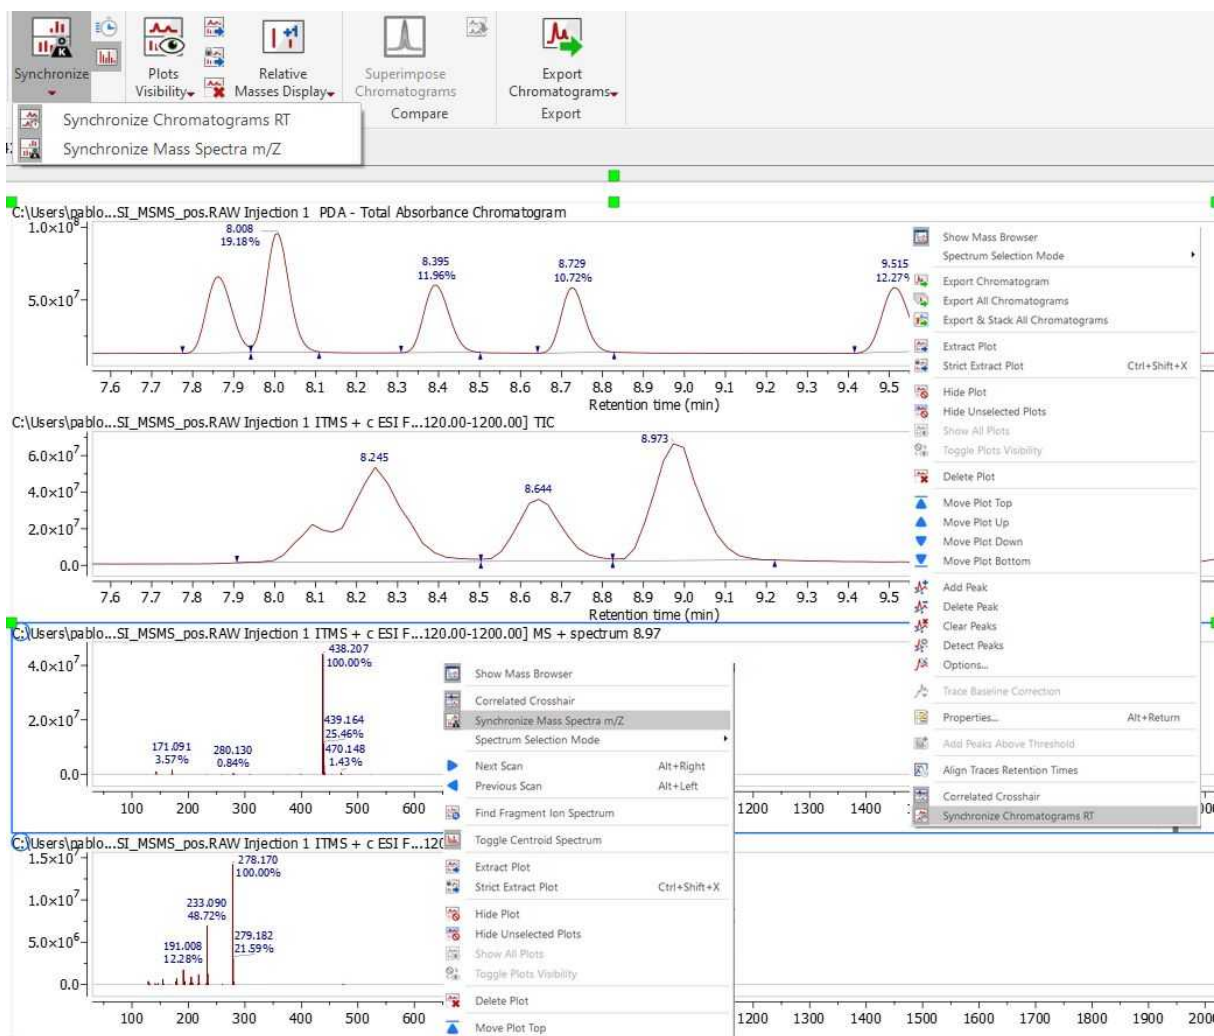 Synchronize
Plots
Visibility
Relative
Masses Display
Superimpose
Chromatograms
Compare
Export
Chromatograms
Export
Synchronize Chromatograms RT
Synchronize Mass Spectra m/Z
C:\Users\pablo...SI_MSMS_pos.RAW Injection 1 PDA - Total Absorbance Chromatogram
1.0×10⁸
5.0×10⁷
8.008
19.18%
8.395
11.96%
8.729
10.72%
9.515
12.27%
7.6 7.7 7.8 7.9 8.0 8.1 8.2 8.3 8.4 8.5 8.6 8.7 8.8 8.9 9.0 9.1 9.2 9.3 9.4 9.5
Retention time (min)
C:\Users\pablo...SI_MSMS_pos.RAW Injection 1 ITMS + c ESI F...120.00-1200.00] TIC
6.0×10⁷
4.0×10⁷
2.0×10⁷
0.0
8.245
8.644
8.973
7.6 7.7 7.8 7.9 8.0 8.1 8.2 8.3 8.4 8.5 8.6 8.7 8.8 8.9 9.0 9.1 9.2 9.3 9.4 9.5
Retention time (min)
C:\Users\pablo...SI_MSMS_pos.RAW Injection 1 ITMS + c ESI F...120.00-1200.00] MS + spectrum 8.97
4.0×10⁷
2.0×10⁷
0.0
438.207
100.00%
439.164
25.46%
470.148
1.43%
171.091
3.57%
280.130
0.84%
100 200 300 400 500 600 1200 1300 1400
C:\Users\pablo...SI_MSMS_pos.RAW Injection 1 ITMS + c ESI F...120
1.5×10⁷
1.0×10⁷
5.0×10⁶
0.0
278.170
100.00%
233.090
48.72%
279.182
21.59%
191.008
12.28%
100 200 300 400 500 600 1200 1300 1400 1500 1600 1700 1800 1900 2000
Show Mass Browser
Correlated Crosshair
Synchronize Mass Spectra m/Z
Spectrum Selection Mode
Next Scan Alt+Right
Previous Scan Alt+Left
Find Fragment Ion Spectrum
Toggle Centroid Spectrum
Extract Plot
Strict Extract Plot Ctrl+Shift+X
Hide Plot
Hide Unselected Plots
Show All Plots
Toggle Plots Visibility
Delete Plot
Move Plot Top
Show Mass Browser
Spectrum Selection Mode
Export Chromatogram
Export All Chromatograms
Export & Stack All Chromatograms
Extract Plot
Strict Extract Plot Ctrl+Shift+X
Hide Plot
Hide Unselected Plots
Show All Plots
Toggle Plots Visibility
Delete Plot
Move Plot Top
Move Plot Up
Move Plot Down
Move Plot Bottom
Add Peak
Delete Peak
Clear Peaks
Detect Peaks
Options...
Trace Baseline Correction
Properties... Alt+Return
Add Peaks Above Threshold
Align Traces Retention Times
Correlated Crosshair
Synchronize Chromatograms RT